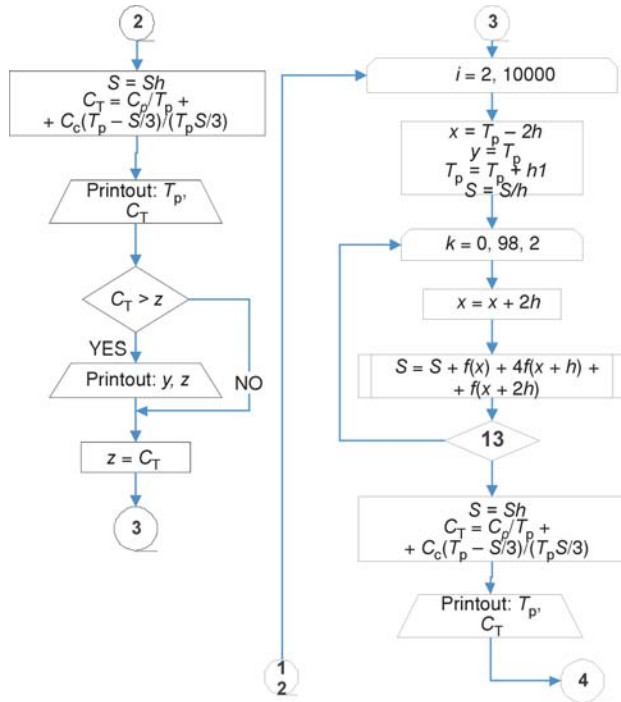 2
S = Sh
C_T = C_p/T_p +
+ C_c(T_p – S/3)/(T_pS/3)
Printout: T_p,
C_T
C_T > z
YES
NO
Printout: y, z
z = C_T
3
3
i = 2, 10000
x = T_p – 2h
y = T_p
T_p = T_p + h1
S = S/h
k = 0, 98, 2
x = x + 2h
S = S + f(x) + 4f(x + h) +
+ f(x + 2h)
13
S = Sh
C_T = C_p/T_p +
+ C_c(T_p – S/3)/(T_pS/3)
Printout: T_p,
C_T
1
2
4